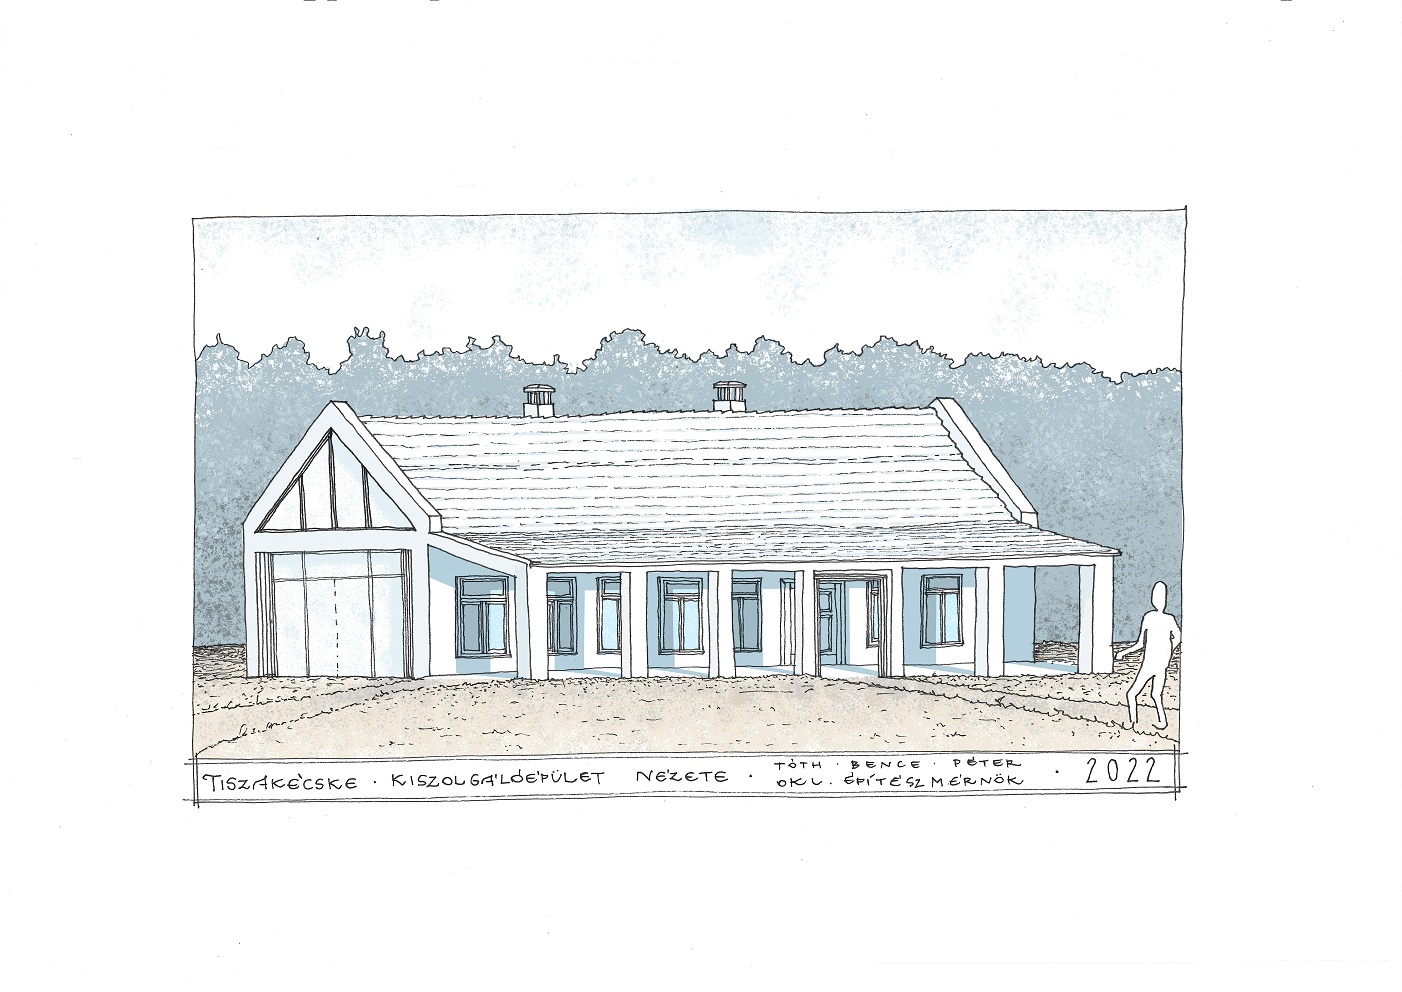 TISZAKÉCSKE · KISZOLGÁLÓÉPÜLET NÉZETE ·
TÓTH · BENCE · PÉTER
OKL. ÉPÍTÉSZMÉRNÖK · 2022